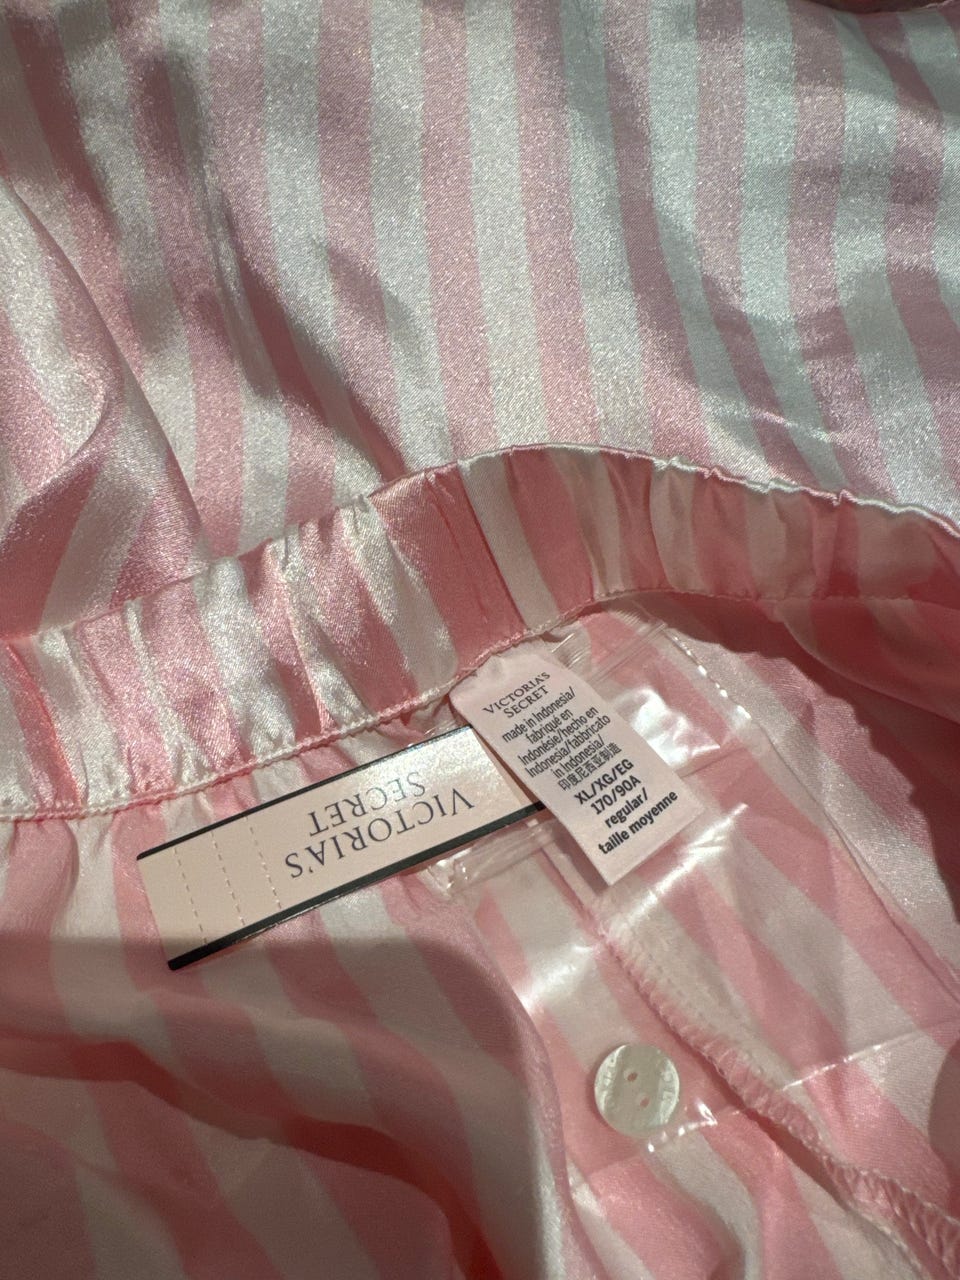 VICTORIA'S
SECRET
made in Indonesia/
fabriqué en
Indonésie/hecho en
Indonesia/fabbricato
in Indonesia/
印度尼西亚制造
XL/XG/EG
170/90A
regular/
taille moyenne
VICTORIA'S
SECRET